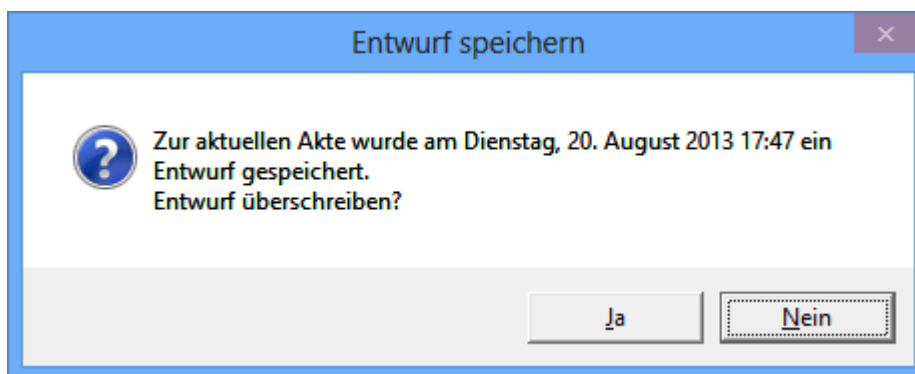 Entwurf speichern
Zur aktuellen Akte wurde am Dienstag, 20. August 2013 17:47 ein
Entwurf gespeichert.
Entwurf überschreiben?
Ja
Nein